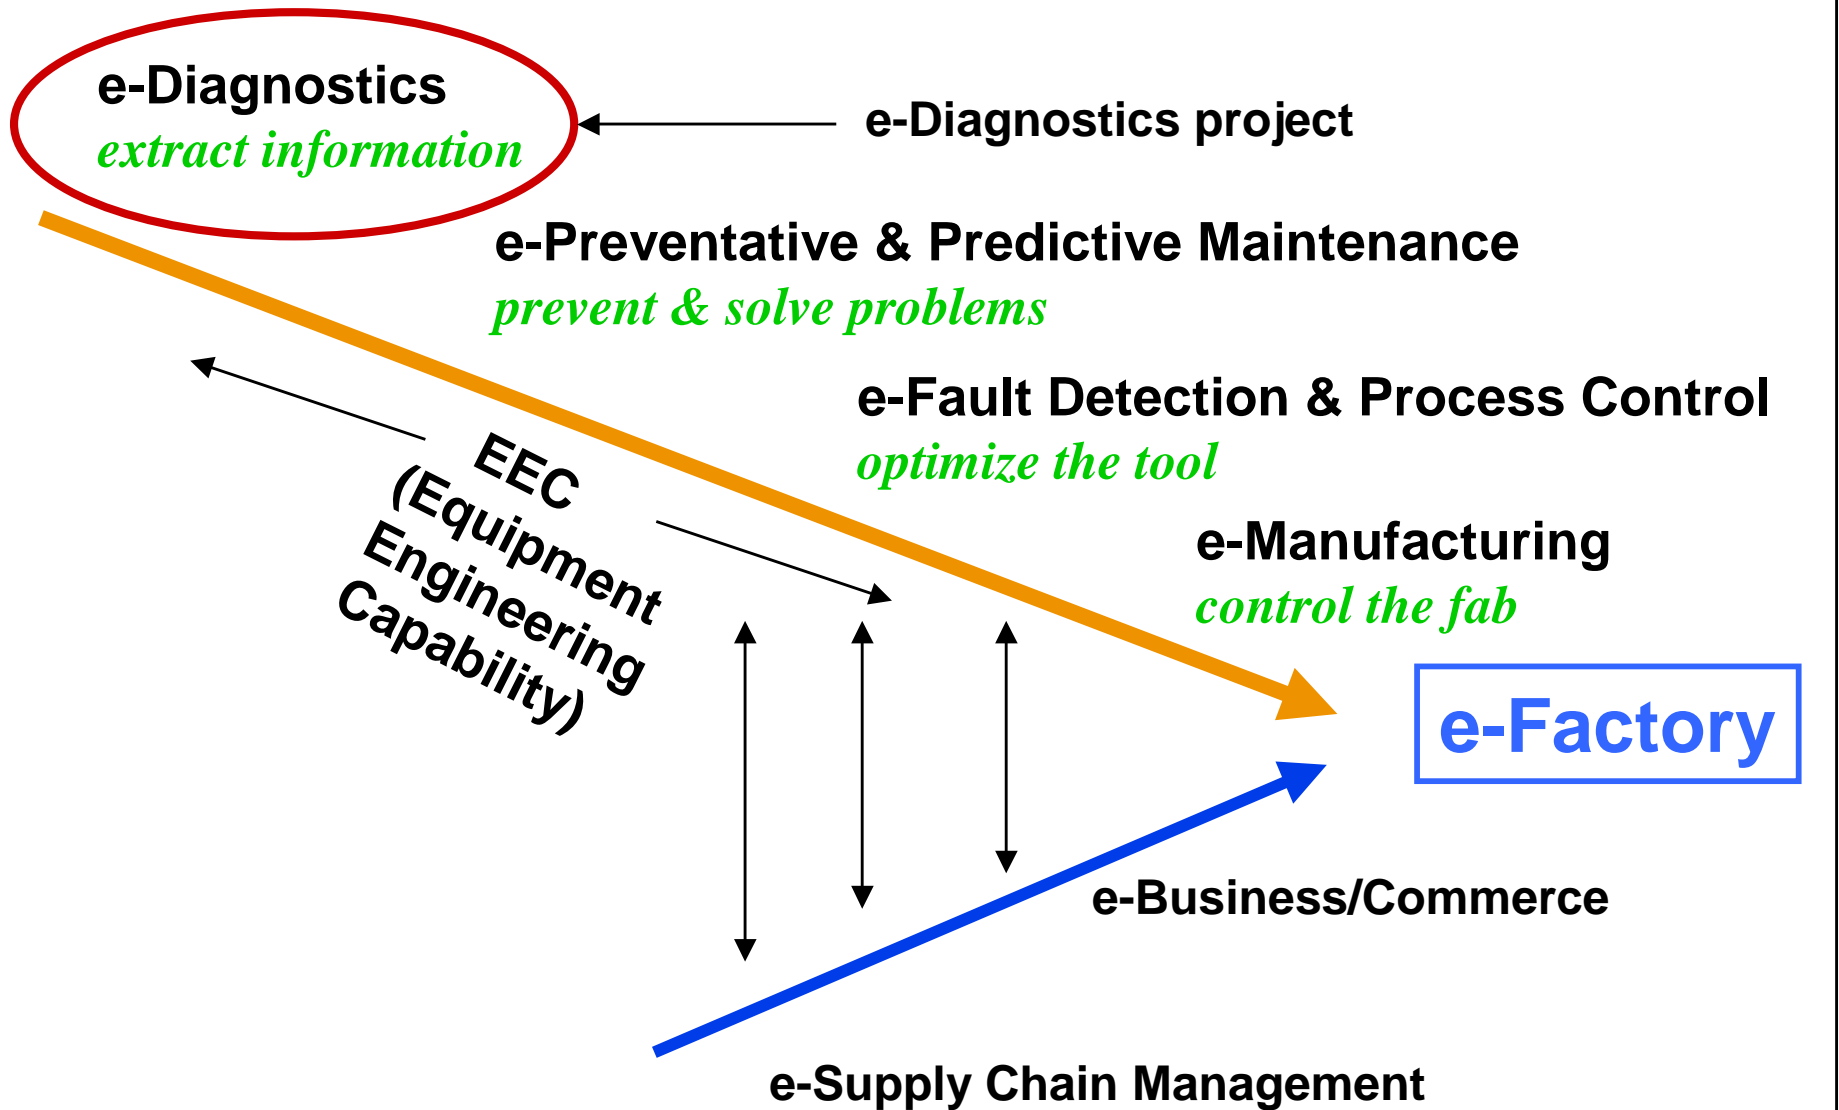 e-Diagnostics
extract information
e-Diagnostics project
e-Preventative & Predictive Maintenance
prevent & solve problems
e-Fault Detection & Process Control
optimize the tool
EEC
(Equipment
Engineering
Capability)
e-Manufacturing
control the fab
e-Factory
e-Business/Commerce
e-Supply Chain Management